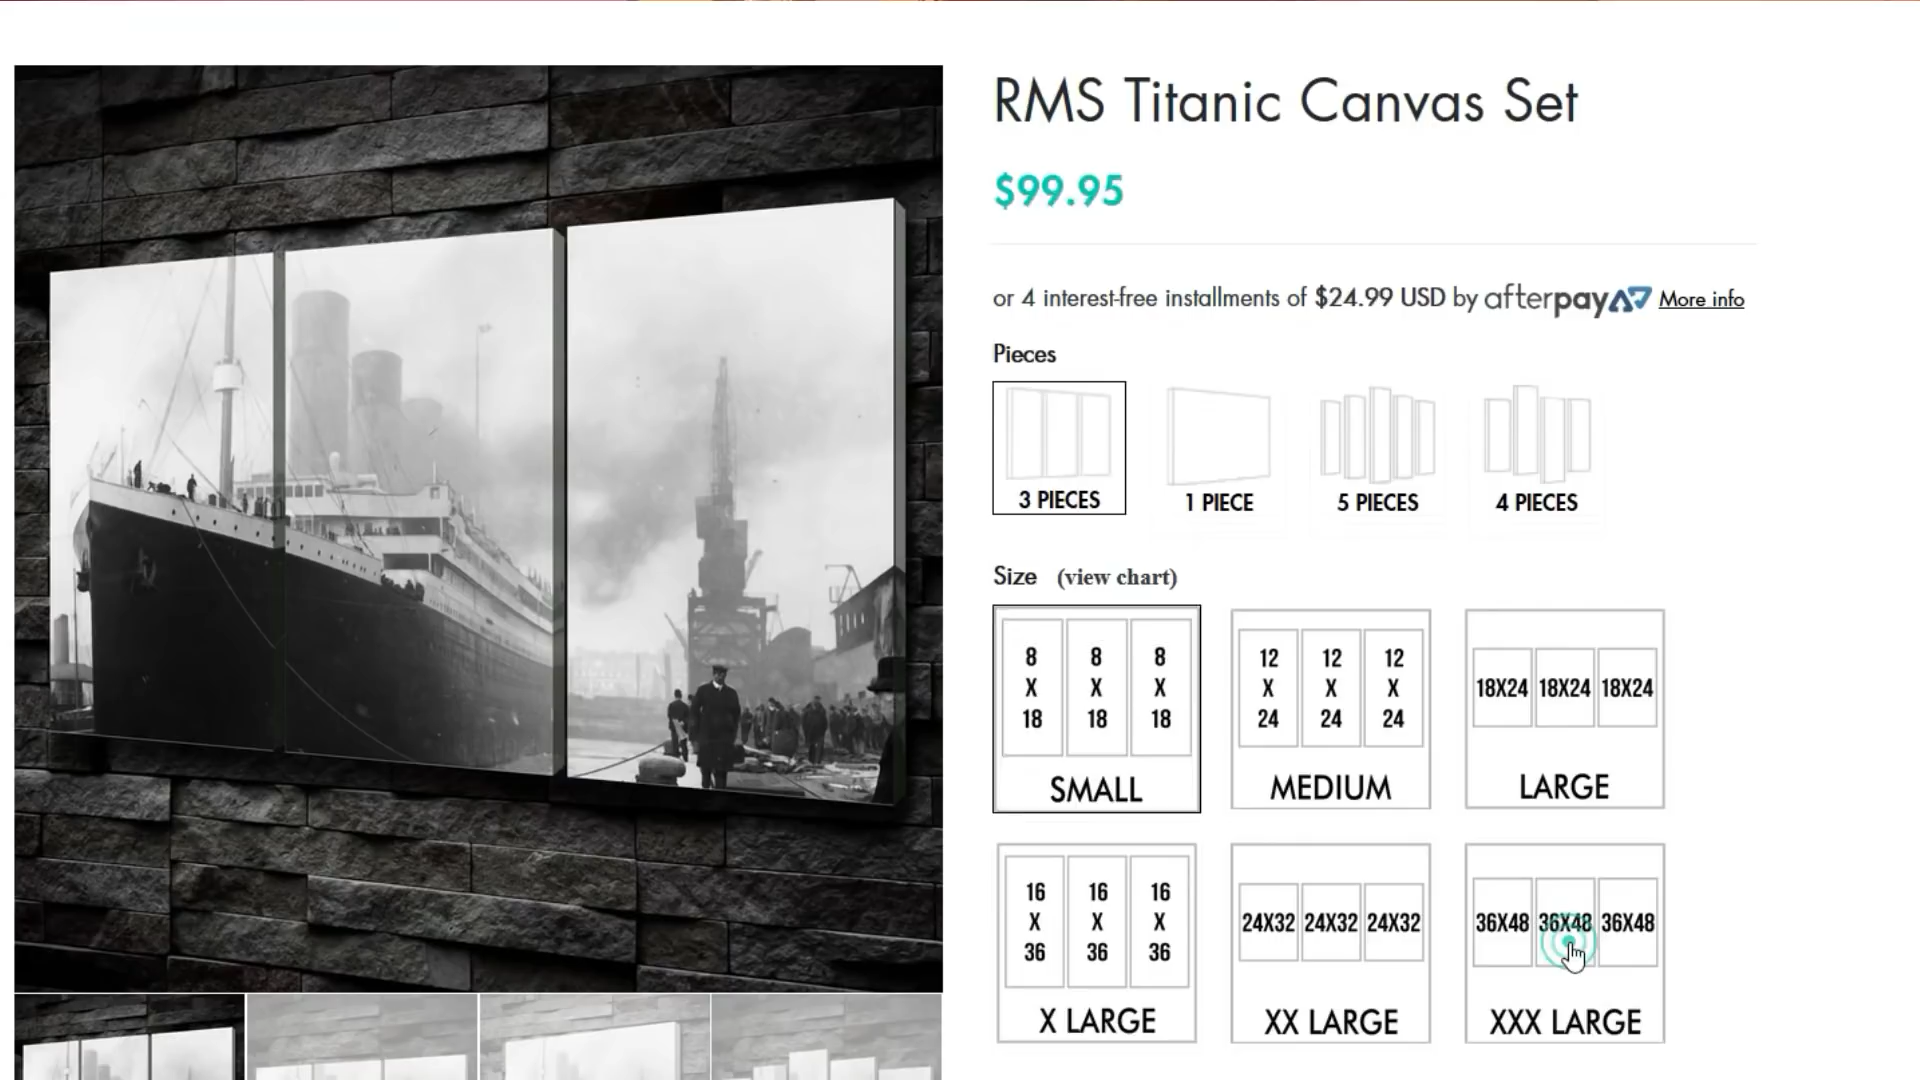 RMS Titanic Canvas Set
$99.95
or 4 interest-free installments of $24.99 USD by afterpay More info
Pieces
3 PIECES
1 PIECE
5 PIECES
4 PIECES
Size (view chart)
8 X 18
8 X 18
8 X 18
SMALL
12 X 24
12 X 24
12 X 24
MEDIUM
18X24 18X24 18X24
LARGE
16 X 36
16 X 36
16 X 36
X LARGE
24X32 24X32 24X32
XX LARGE
36X48 36X48 36X48
XXX LARGE